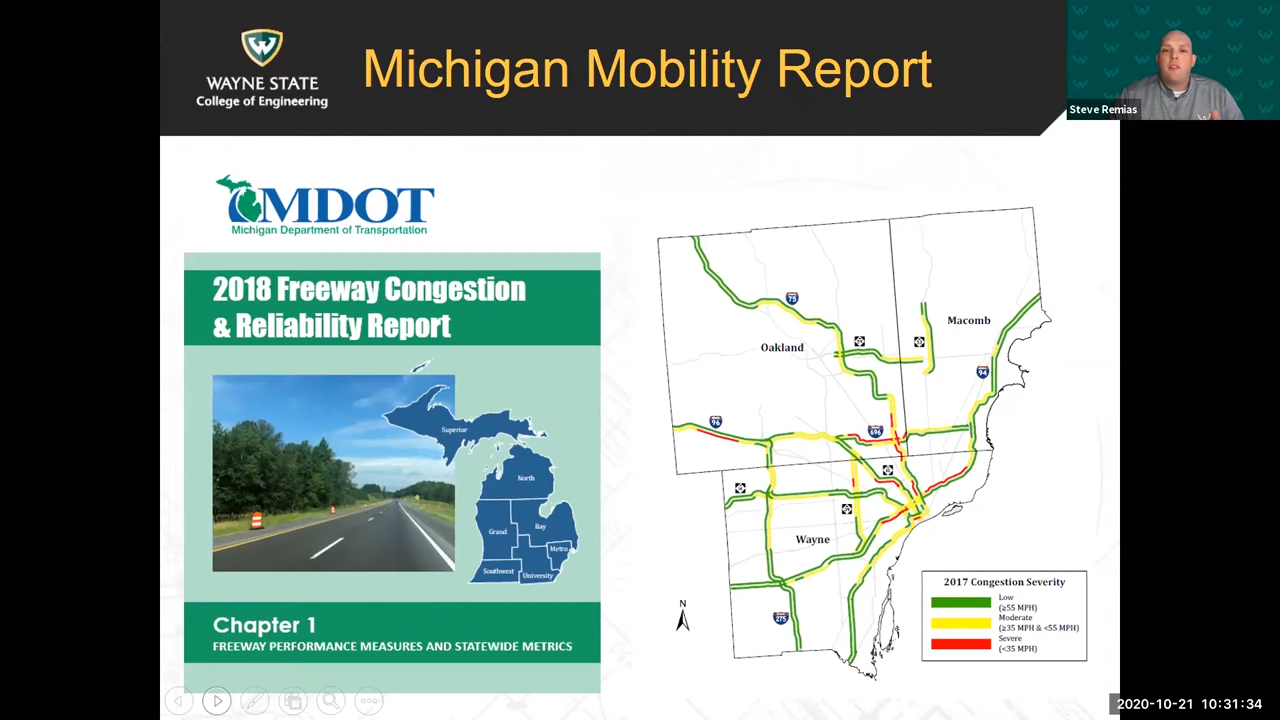 WAYNE STATE
College of Engineering
Michigan Mobility Report
Steve Remias
MDOT
Michigan Department of Transportation
2018 Freeway Congestion
& Reliability Report
Superior
North
Grand
Bay
Metro
Southwest
University
Chapter 1
FREEWAY PERFORMANCE MEASURES AND STATEWIDE METRICS
75
Macomb
Oakland
94
96
696
Wayne
275
N
2017 Congestion Severity
Low
(≥55 MPH)
Moderate
(≥35 MPH & <55 MPH)
Severe
(<35 MPH)
2020-10-21 10:31:34